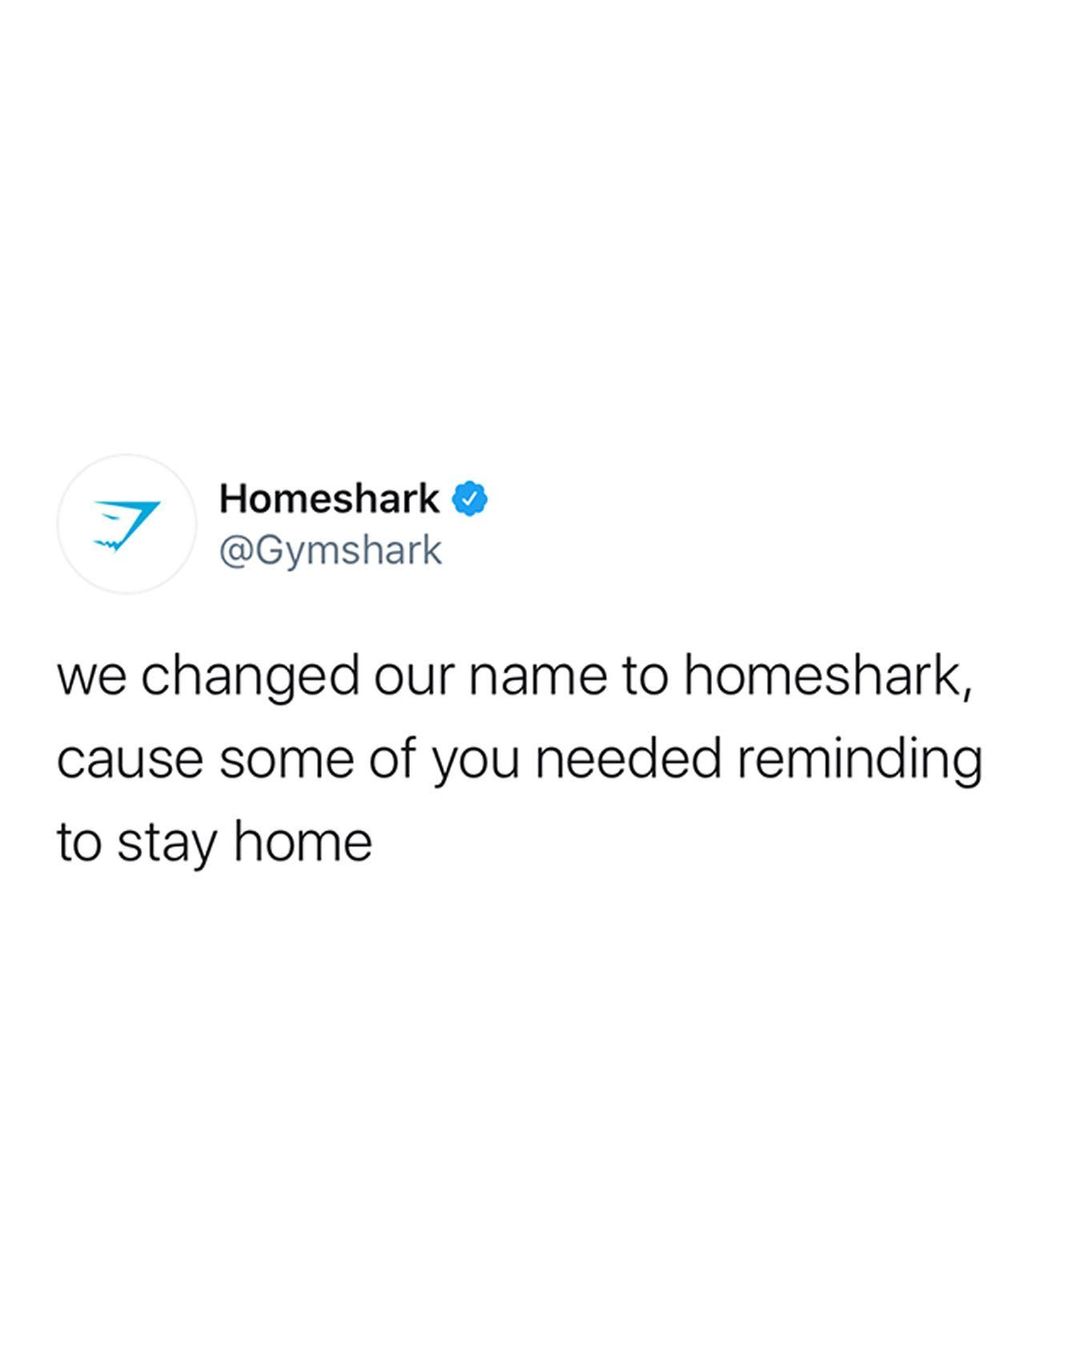 Homeshark
@Gymshark
we changed our name to homeshark,
cause some of you needed reminding
to stay home